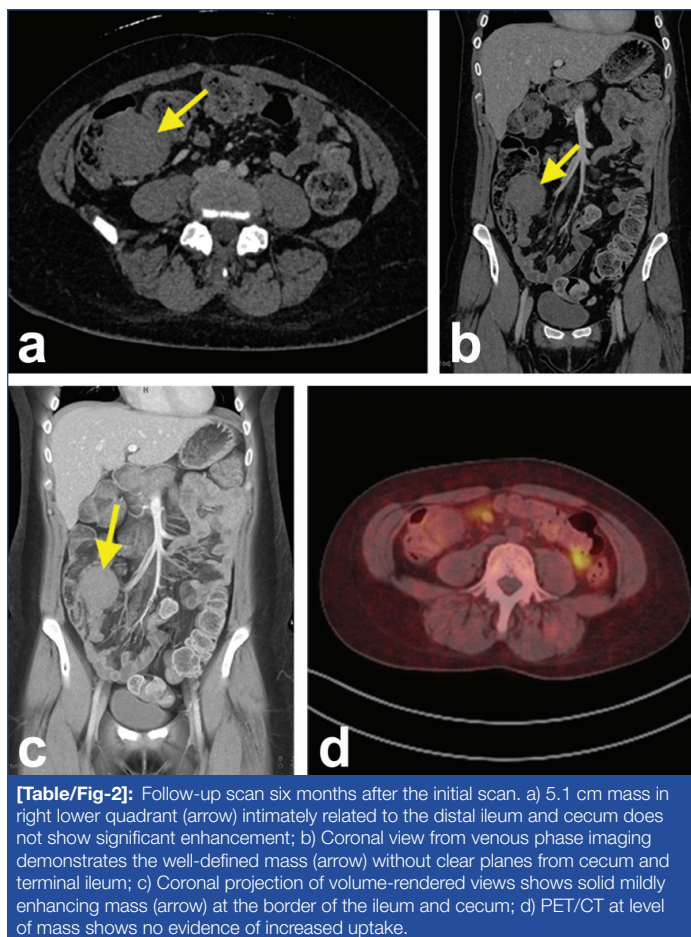 a
b
H
c
d
[Table/Fig-2]: Follow-up scan six months after the initial scan. a) 5.1 cm mass in
right lower quadrant (arrow) intimately related to the distal ileum and cecum does
not show significant enhancement; b) Coronal view from venous phase imaging
demonstrates the well-defined mass (arrow) without clear planes from cecum and
terminal ileum; c) Coronal projection of volume-rendered views shows solid mildly
enhancing mass (arrow) at the border of the ileum and cecum; d) PET/CT at level
of mass shows no evidence of increased uptake.